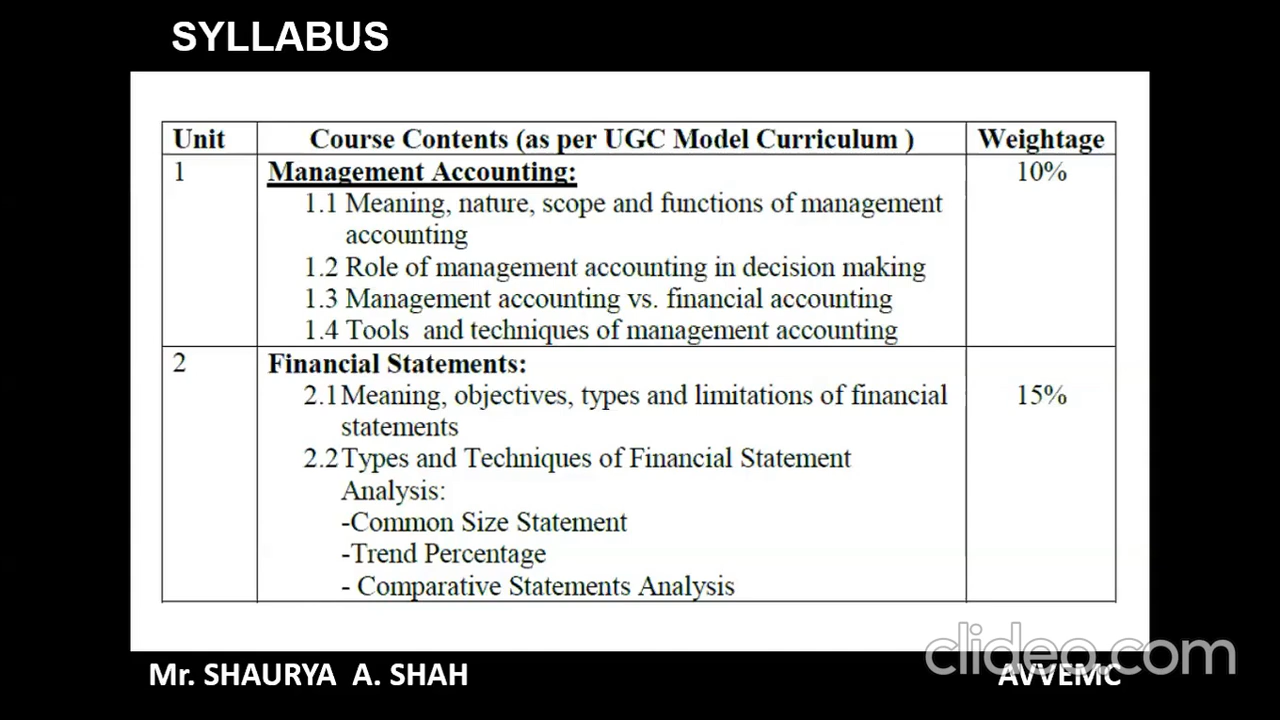 SYLLABUS
Unit Course Contents (as per UGC Model Curriculum ) Weightage
1 Management Accounting: 10%
1.1 Meaning, nature, scope and functions of management
accounting
1.2 Role of management accounting in decision making
1.3 Management accounting vs. financial accounting
1.4 Tools and techniques of management accounting
2 Financial Statements:
2.1Meaning, objectives, types and limitations of financial 15%
statements
2.2Types and Techniques of Financial Statement
Analysis:
-Common Size Statement
-Trend Percentage
- Comparative Statements Analysis
clideo.com
Mr. SHAURYA A. SHAH AVVEMC